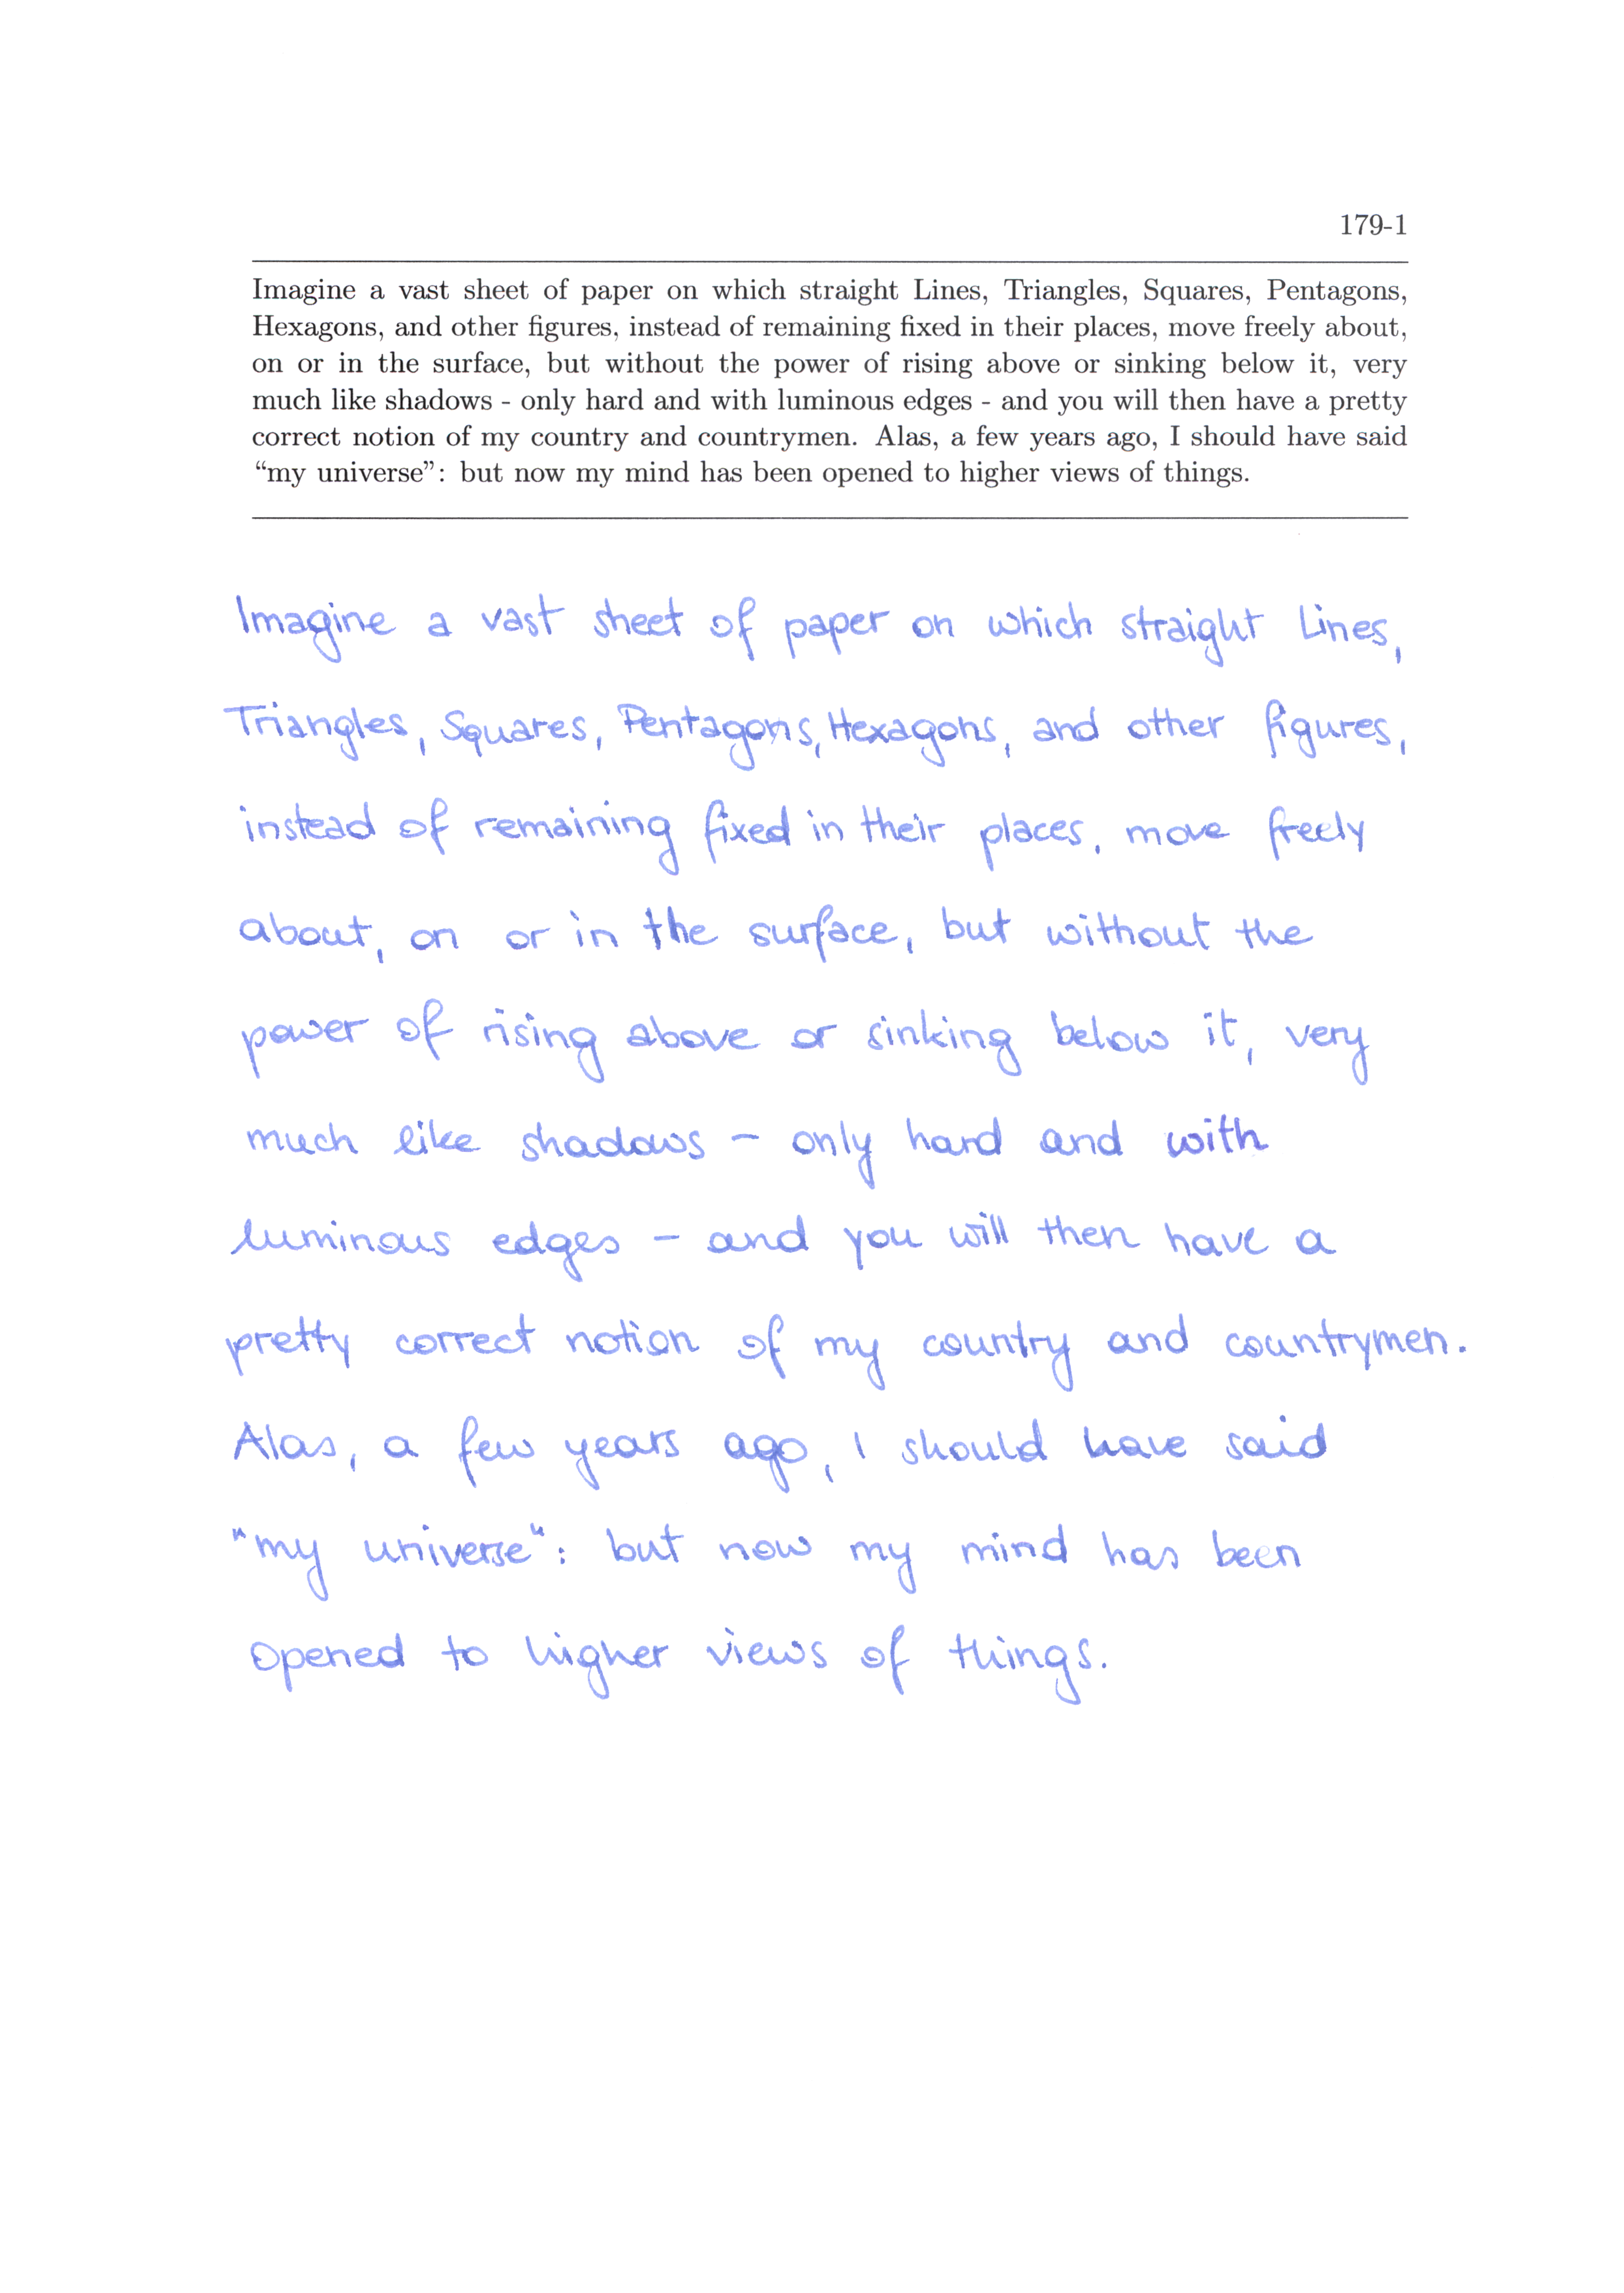 179-1
Imagine a vast sheet of paper on which straight Lines, Triangles, Squares, Pentagons,
Hexagons, and other figures, instead of remaining fixed in their places, move freely about,
on or in the surface, but without the power of rising above or sinking below it, very
much like shadows - only hard and with luminous edges - and you will then have a pretty
correct notion of my country and countrymen. Alas, a few years ago, I should have said
“my universe”: but now my mind has been opened to higher views of things.
Imagine a vast sheet of paper on which straight Lines,
Triangles, Squares, Pentagons, Hexagons, and other figures,
instead of remaining fixed in their places, move freely
about, on or in the surface, but without the
power of rising above or sinking below it, very
much like shadows - only hard and with
luminous edges - and you will then have a
pretty correct notion of my country and countrymen.
Alas, a few years ago, I should have said
"my universe": but now my mind has been
opened to higher views of things.